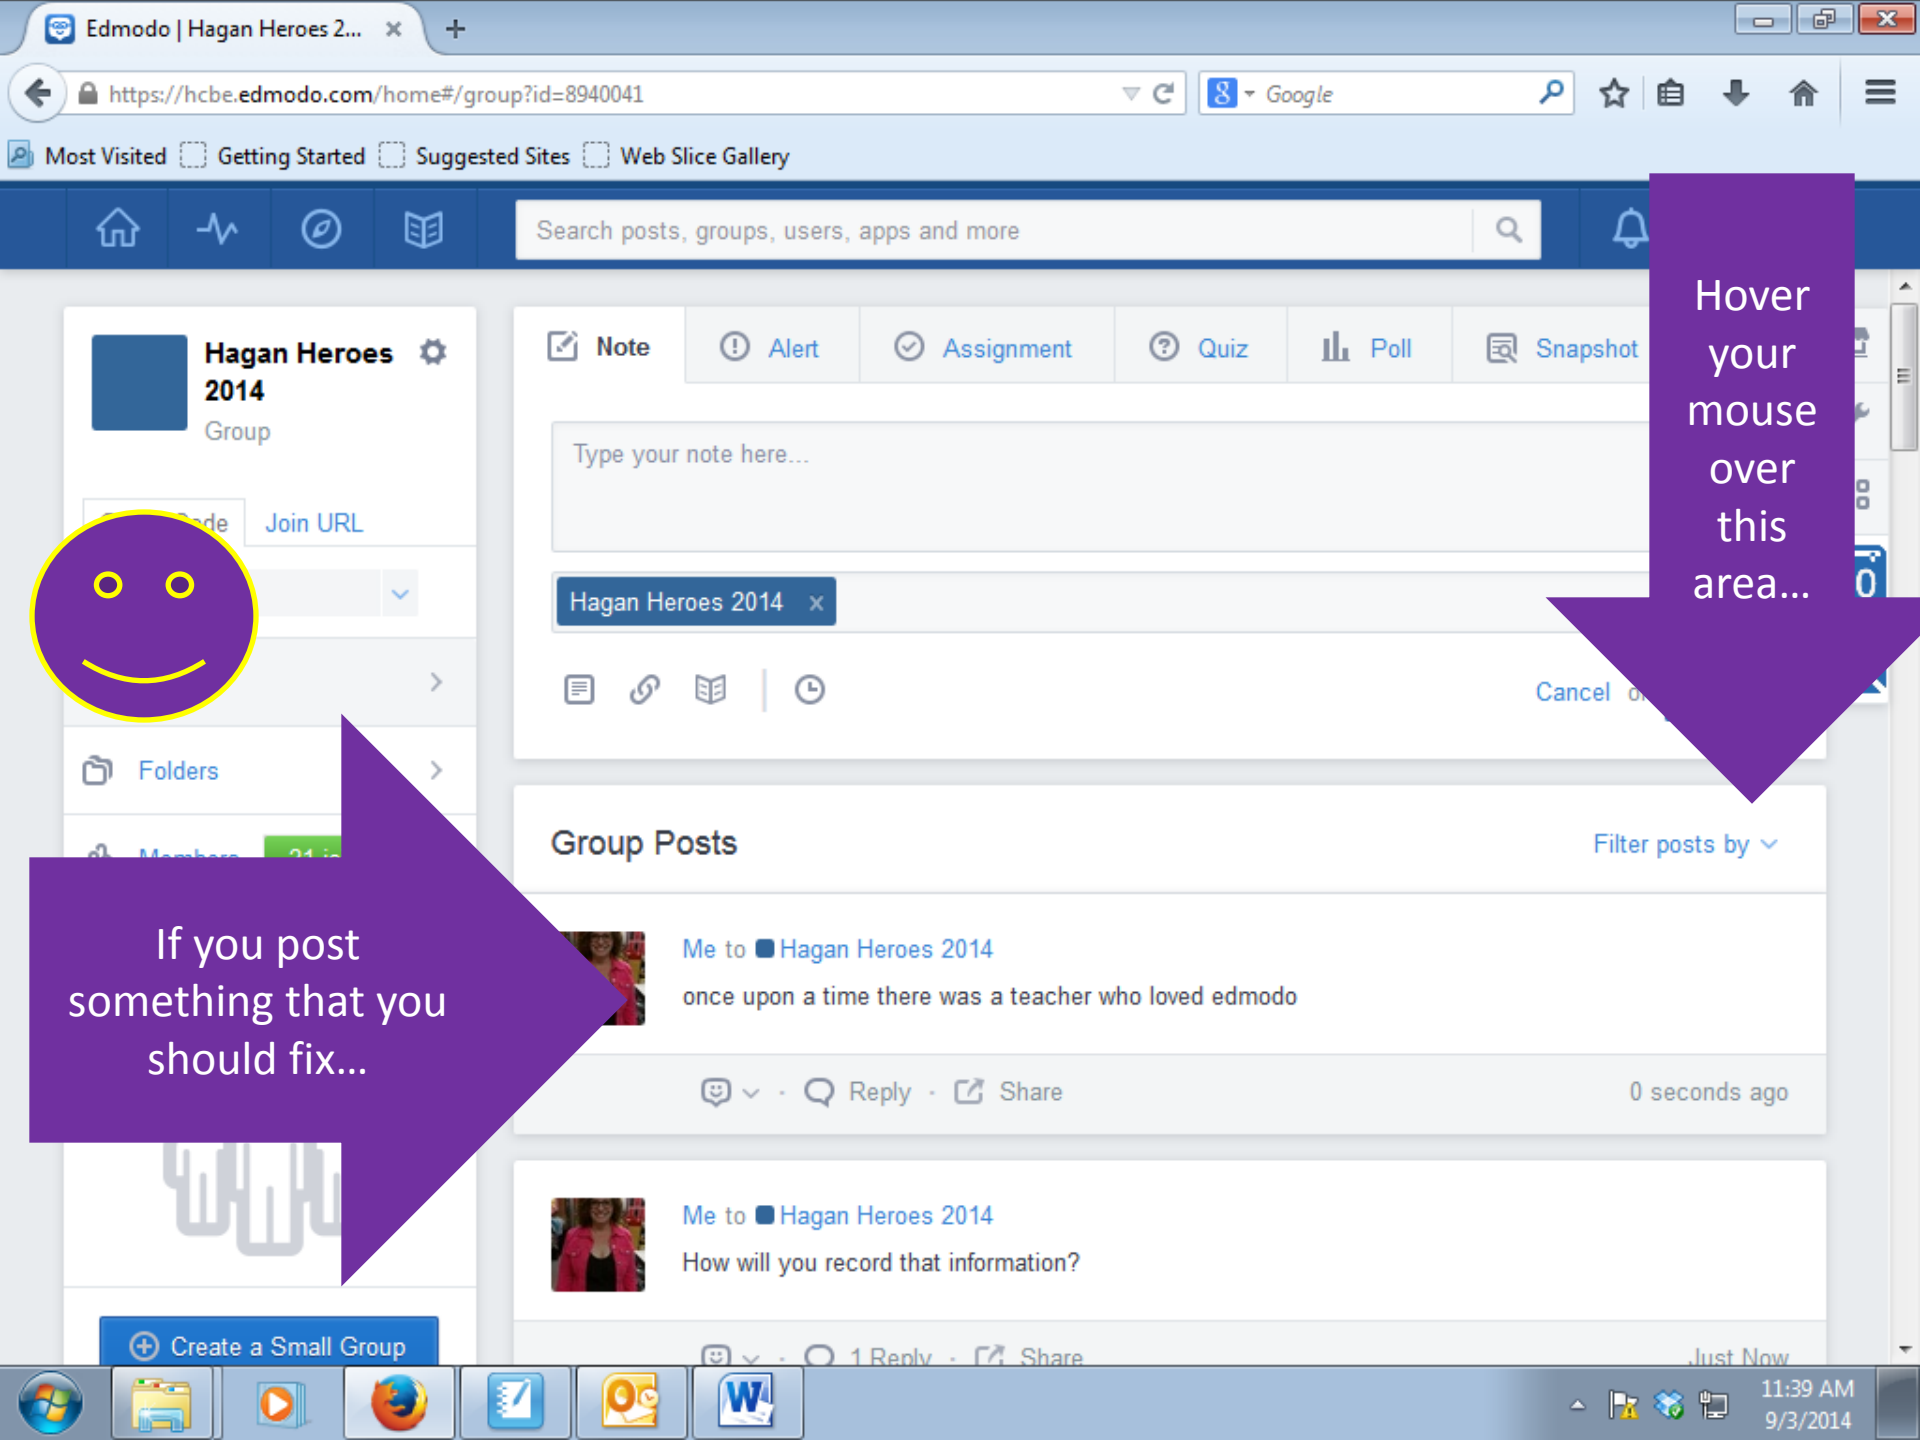 Edmodo | Hagan Heroes 2...
https://hcbe.edmodo.com/home#/group?id=8940041
Google
Most Visited Getting Started Suggested Sites Web Slice Gallery
Search posts, groups, users, apps and more
Hover
your
mouse
over
this
area...
Hagan Heroes
2014
Group
Note Alert Assignment Quiz Poll Snapshot
Type your note here...
Join URL
Hagan Heroes 2014
Cancel
Folders
Members
Group Posts
Filter posts by
If you post
something that you
should fix...
Me to Hagan Heroes 2014
once upon a time there was a teacher who loved edmodo
Reply Share 0 seconds ago
Me to Hagan Heroes 2014
How will you record that information?
Create a Small Group
1 Reply Share Just Now
11:39 AM
9/3/2014